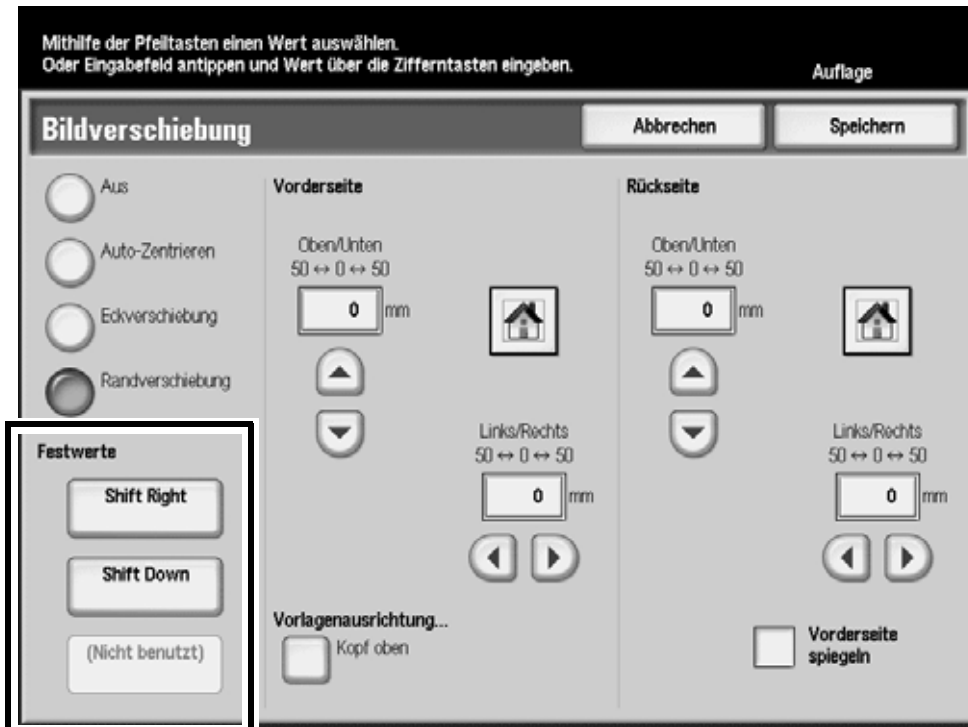 Mithilfe der Pfeiltasten einen Wert auswählen.
Oder Eingabefeld antippen und Wert über die Zifferntasten eingeben.
Auflage
Bildverschiebung
Abbrechen
Speichern
Aus
Auto-Zentrieren
Eckverschiebung
Randverschiebung
Festwerte
Shift Right
Shift Down
(Nicht benutzt)
Vorderseite
Oben/Unten
50 ↔ 0 ↔ 50
0 mm
Links/Rechts
50 ↔ 0 ↔ 50
0 mm
Vorlagenausrichtung...
Kopf oben
Rückseite
Oben/Unten
50 ↔ 0 ↔ 50
0 mm
Links/Rechts
50 ↔ 0 ↔ 50
0 mm
Vorderseite
spiegeln